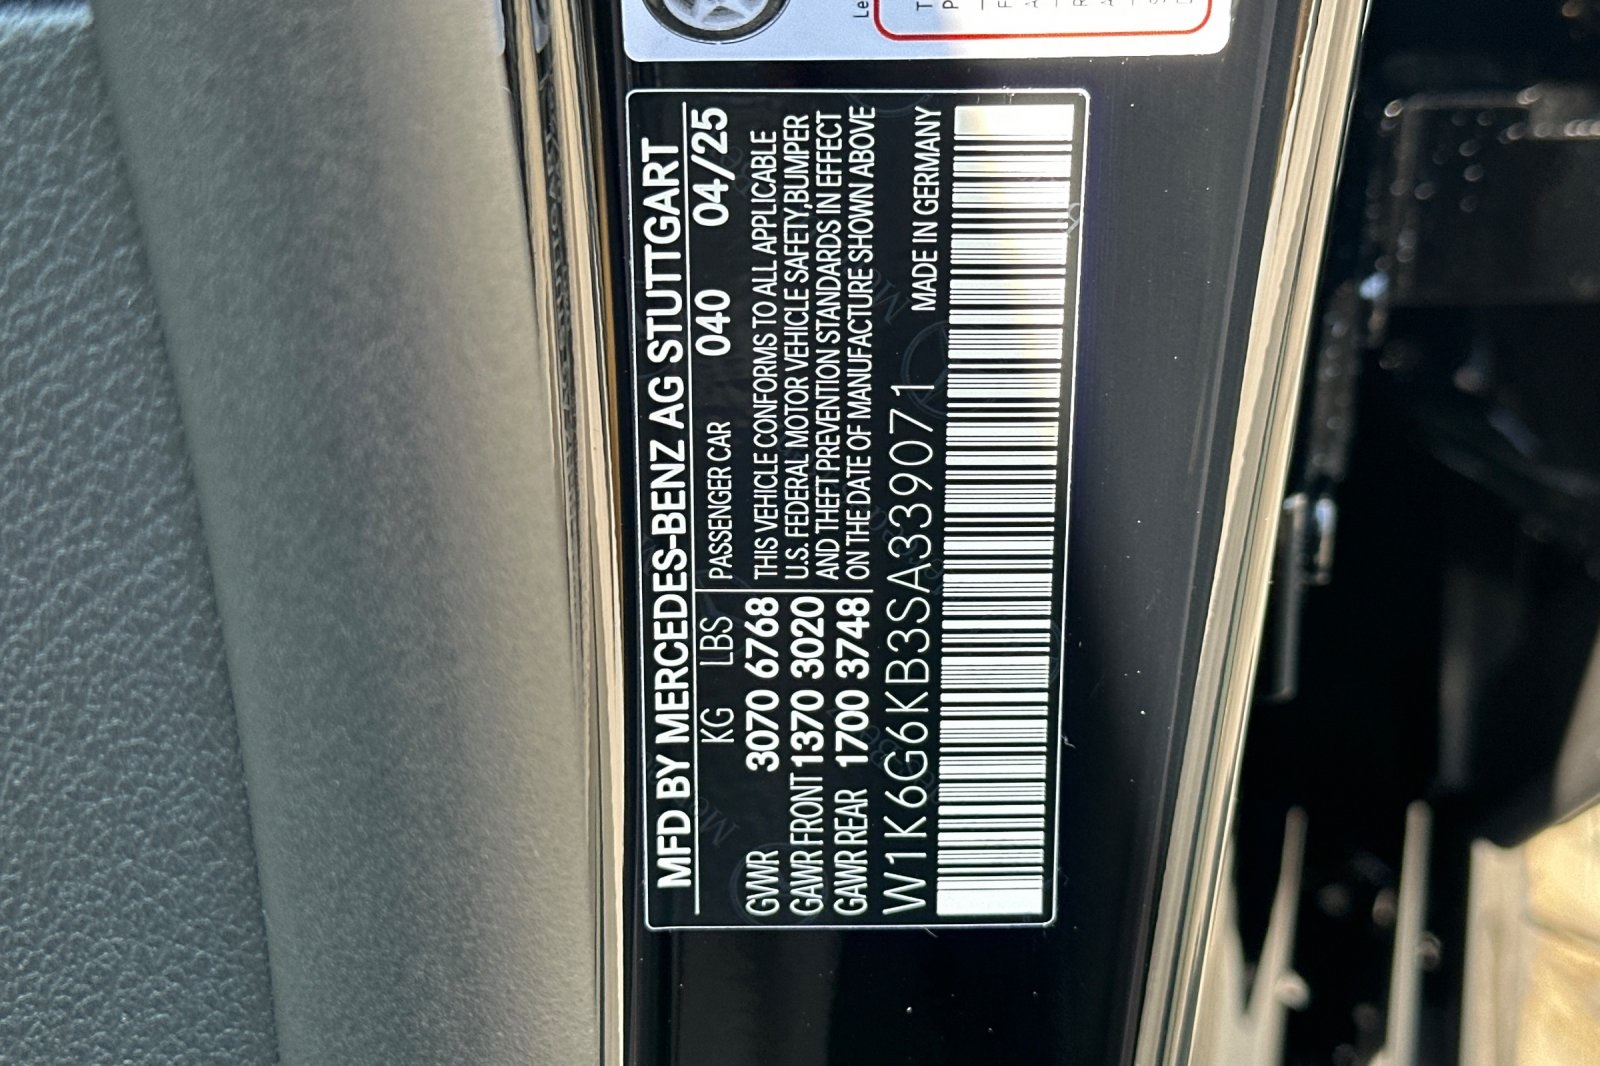 MFD BY MERCEDES-BENZ AG STUTTGART
KG LBS PASSENGER CAR 040 04/25
GVWR 3070 6768 THIS VEHICLE CONFORMS TO ALL APPLICABLE
GAWR FRONT 1370 3020 U.S. FEDERAL MOTOR VEHICLE SAFETY,BUMPER
AND THEFT PREVENTION STANDARDS IN EFFECT
GAWR REAR 1700 3748 ON THE DATE OF MANUFACTURE SHOWN ABOVE
W1K6G6KB3SA339071 MADE IN GERMANY